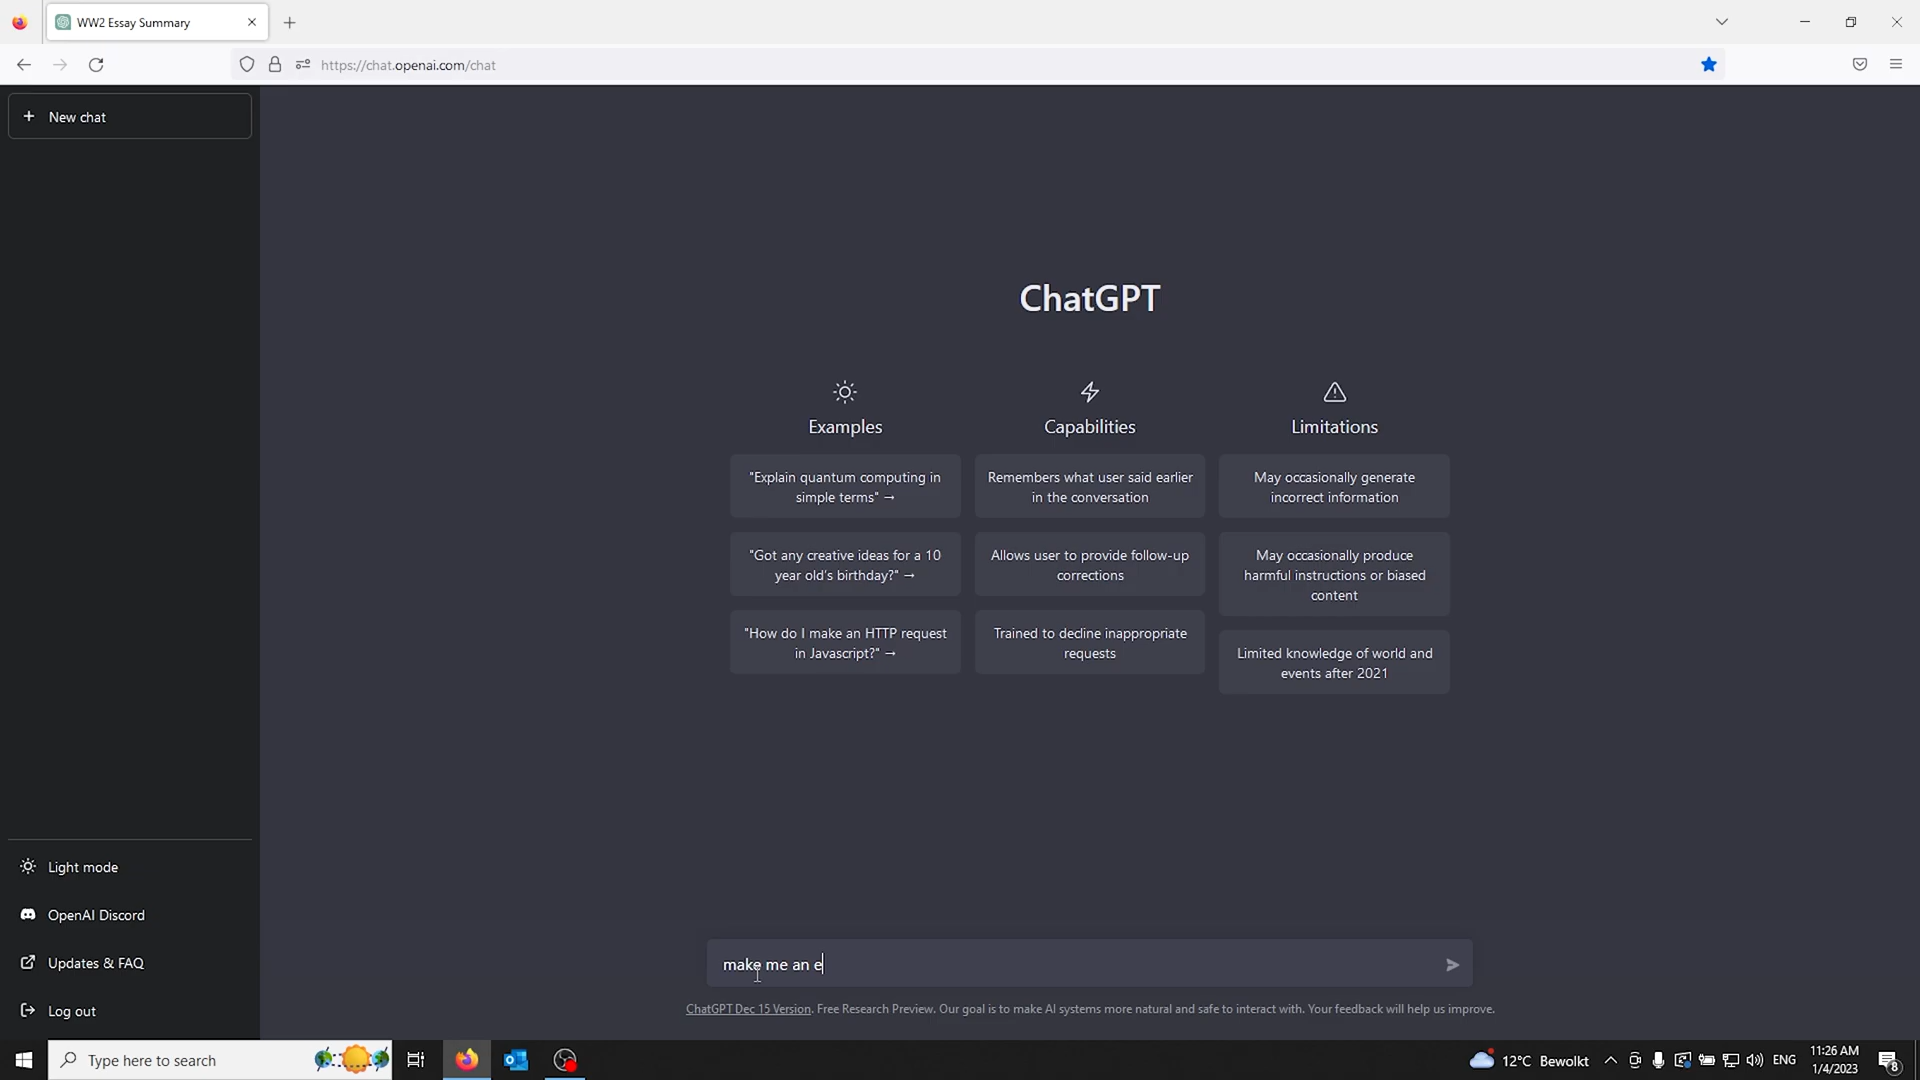 WW2 Essay Summary
https://chat.openai.com/chat
New chat
ChatGPT
Examples
"Explain quantum computing in
simple terms" →
"Got any creative ideas for a 10
year old's birthday?" →
"How do I make an HTTP request
in Javascript?" →
Capabilities
Remembers what user said earlier
in the conversation
Allows user to provide follow-up
corrections
Trained to decline inappropriate
requests
Limitations
May occasionally generate
incorrect information
May occasionally produce
harmful instructions or biased
content
Limited knowledge of world and
events after 2021
Light mode
OpenAI Discord
Updates & FAQ
Log out
make me an e
ChatGPT Dec 15 Version. Free Research Preview. Our goal is to make AI systems more natural and safe to interact with. Your feedback will help us improve.
Type here to search
12°C Bewolkt
ENG
11:26 AM
1/4/2023
8